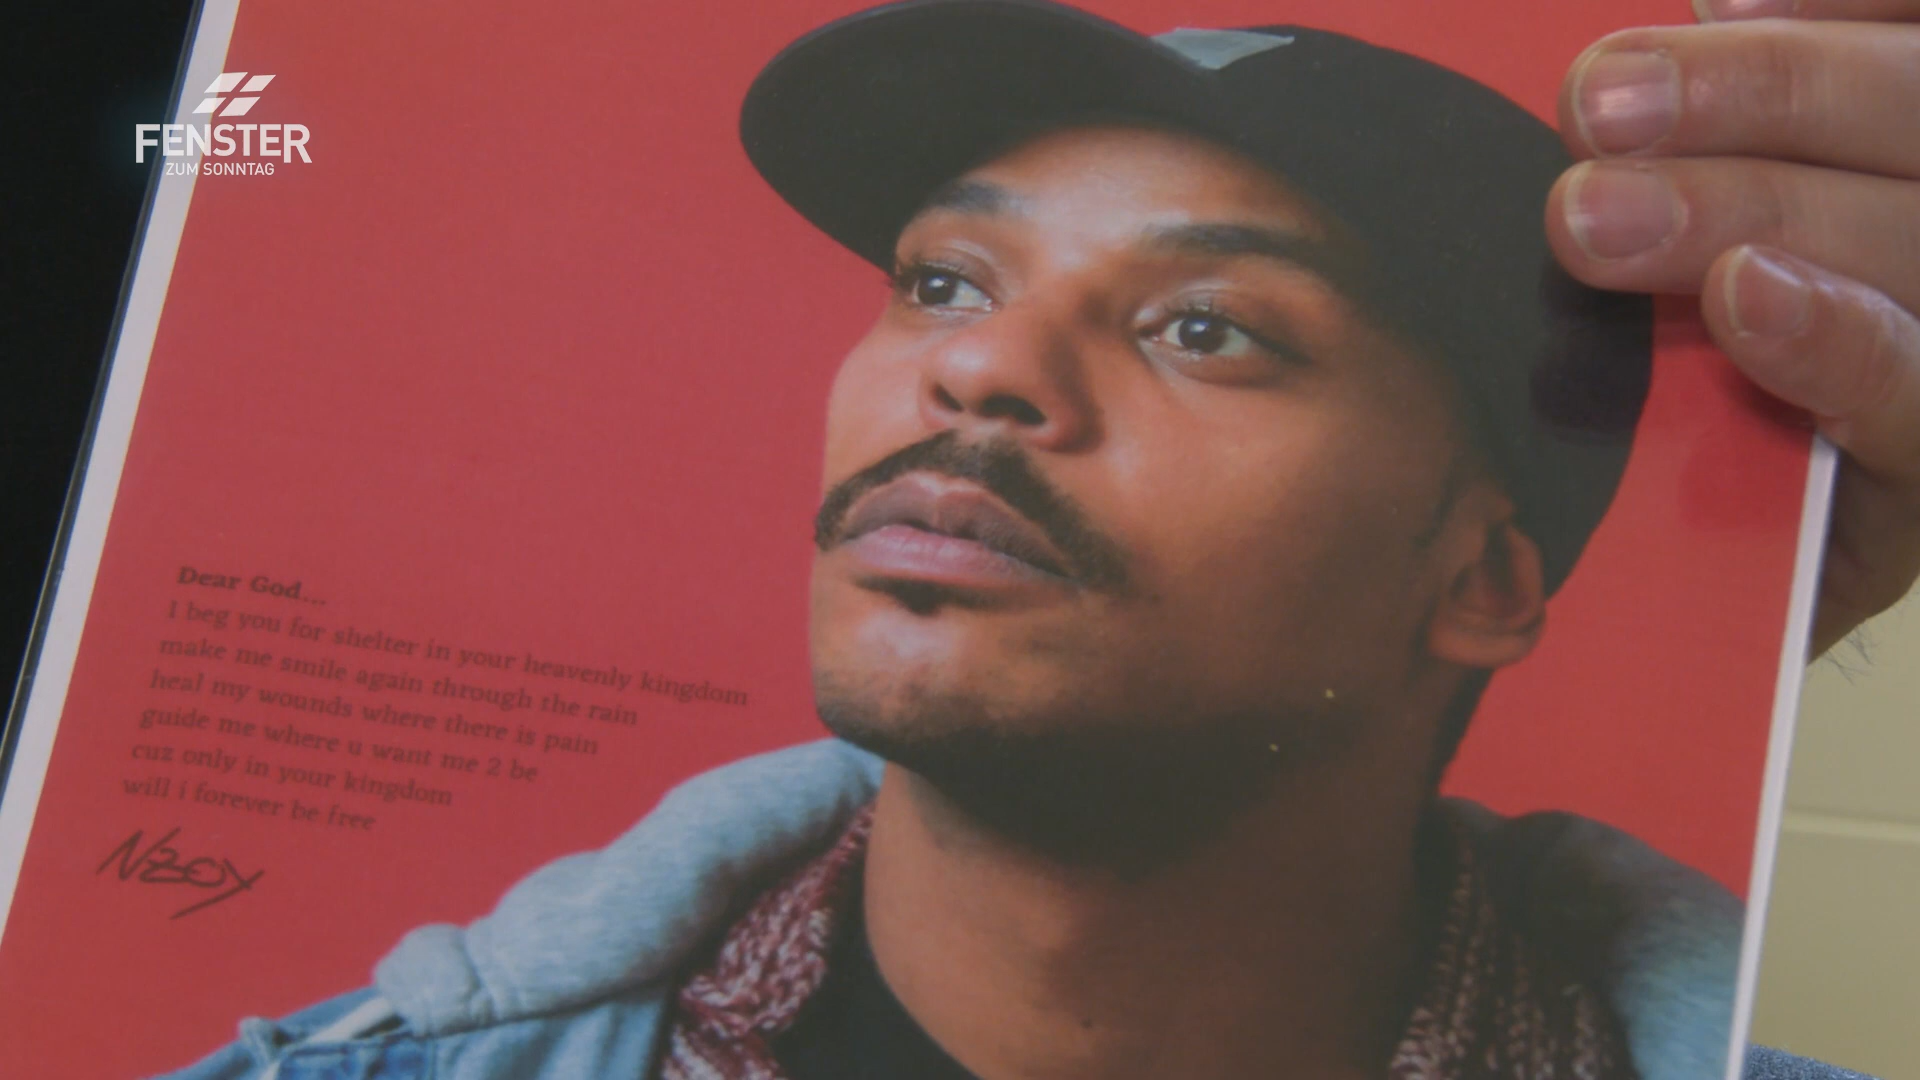 FENSTER
ZUM SONNTAG
Dear God...
I beg you for shelter in your heavenly kingdom
make me smile again through the rain
heal my wounds where there is pain
guide me where u want me 2 be
cuz only in your kingdom
will i forever be free
NZOY